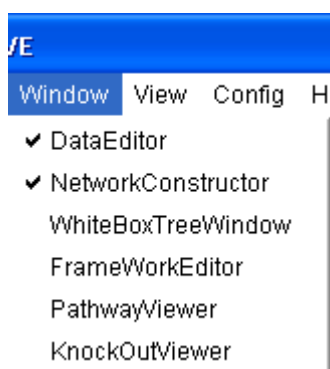 VE
Window View Config H
DataEditor
NetworkConstructor
WhiteBoxTreeWindow
FrameWorkEditor
PathwayViewer
KnockOutViewer